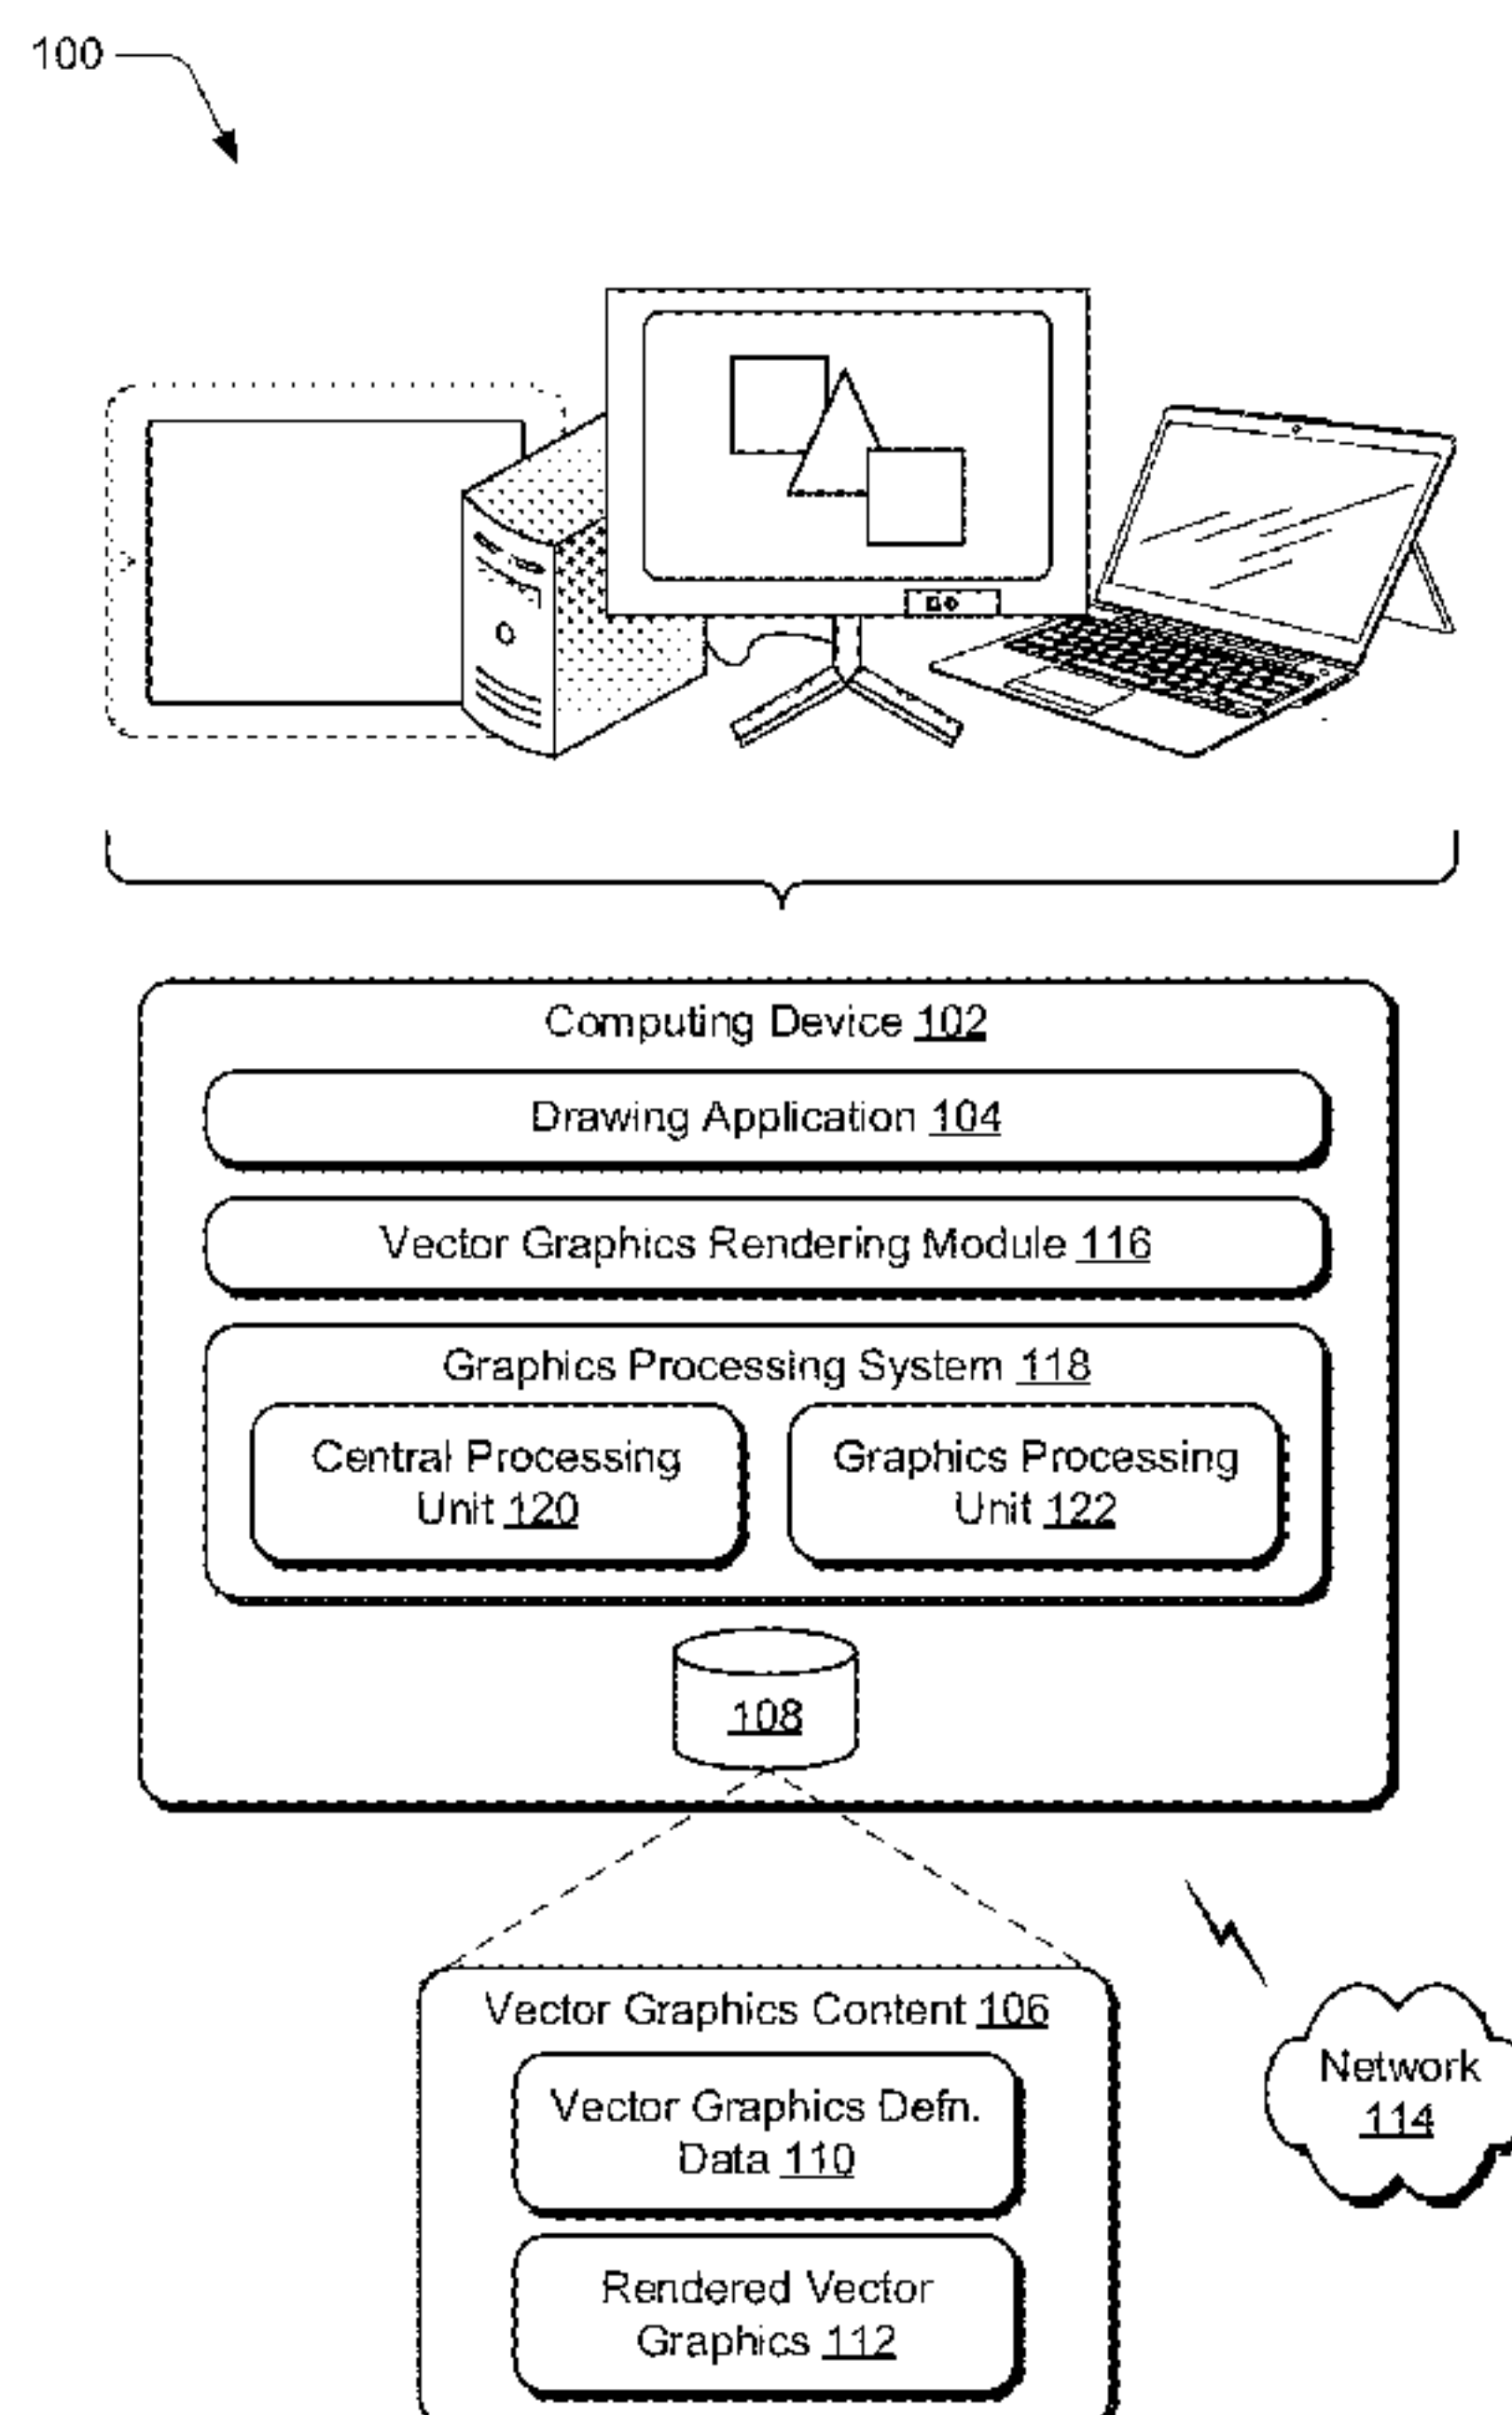 100
Computing Device 102
Drawing Application 104
Vector Graphics Rendering Module 116
Graphics Processing System 118
Central Processing
Unit 120
Graphics Processing
Unit 122
108
Vector Graphics Content 106
Vector Graphics Defn.
Data 110
Rendered Vector
Graphics 112
Network
114